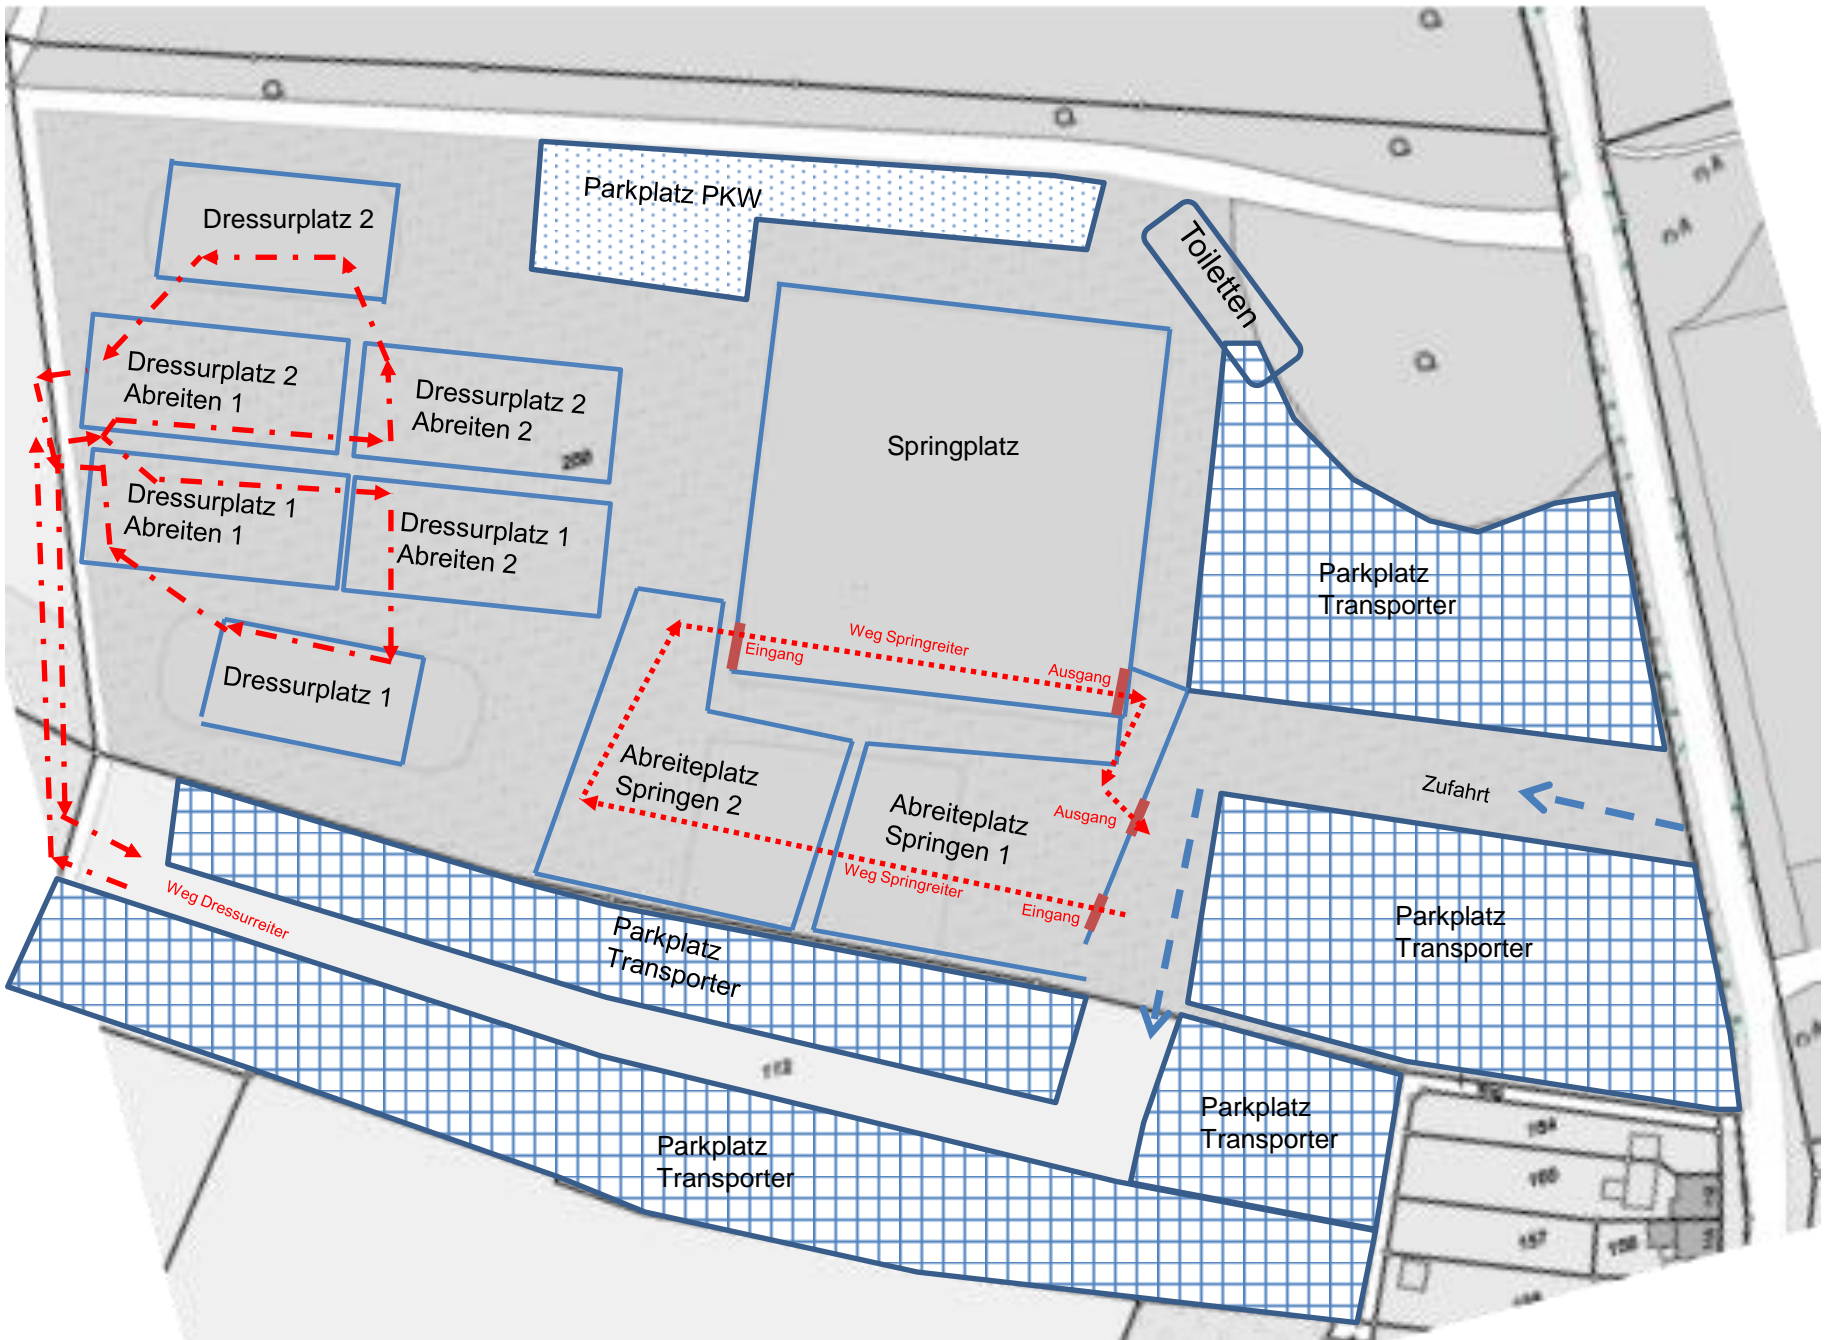 Parkplatz PKW
Dressurplatz 2
Toiletten
Dressurplatz 2
Abreiten 1
Dressurplatz 2
Abreiten 2
200
Springplatz
Dressurplatz 1
Abreiten 1
Dressurplatz 1
Abreiten 2
Parkplatz
Transporter
Weg Springreiter
Eingang
Ausgang
Dressurplatz 1
Abreiteplatz
Springen 2
Abreiteplatz
Springen 1
Ausgang
Zufahrt
Weg Springreiter
Eingang
Weg Dressurreiter
Parkplatz
Transporter
Parkplatz
Transporter
Parkplatz
Transporter
Parkplatz
Transporter
157